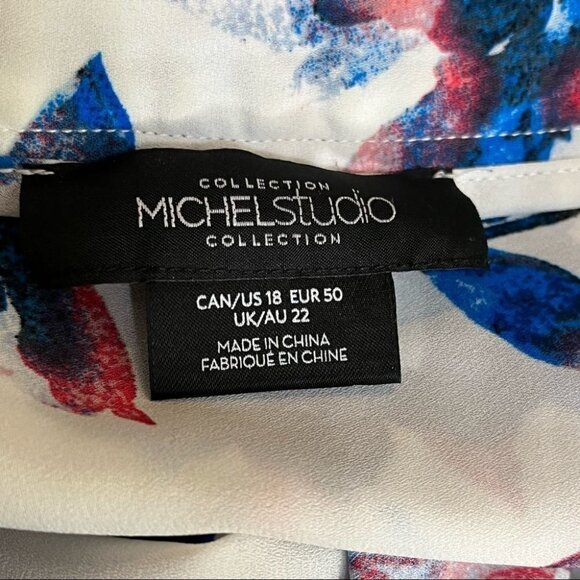 COLLECTION
MICHELstudio
COLLECTION
CAN/US 18 EUR 50
UK/AU 22
MADE IN CHINA
FABRIQUÉ EN CHINE